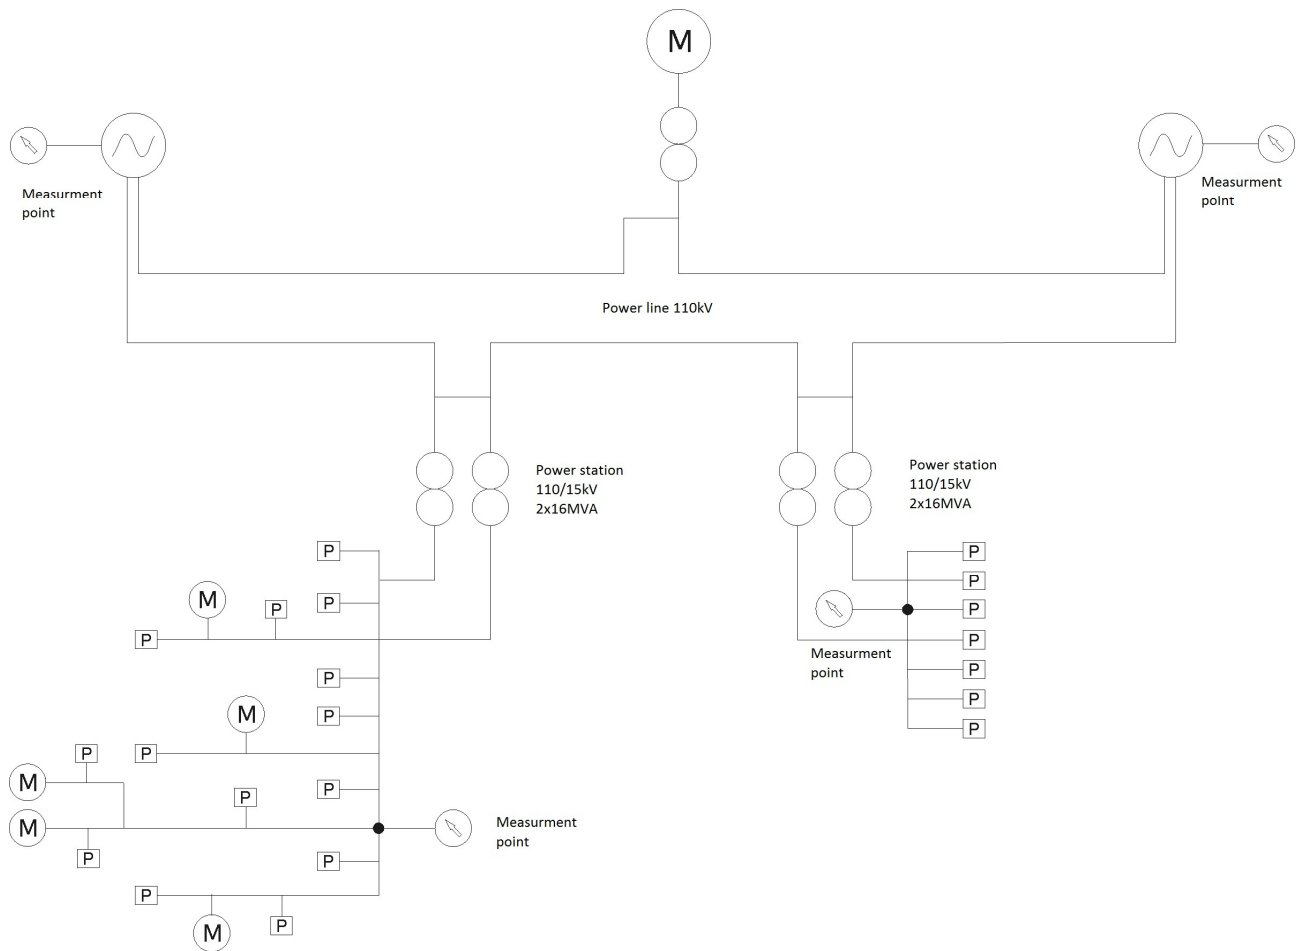 M
Measurment
point
Measurment
point
Power line 110kV
Power station
110/15kV
2x16MVA
Power station
110/15kV
2x16MVA
P
P
M
P
P
P
P
M
P
P
M
P
P
M
P
P
P
M
P
Measurment
point
P
P
P
P
P
P
P
Measurment
point